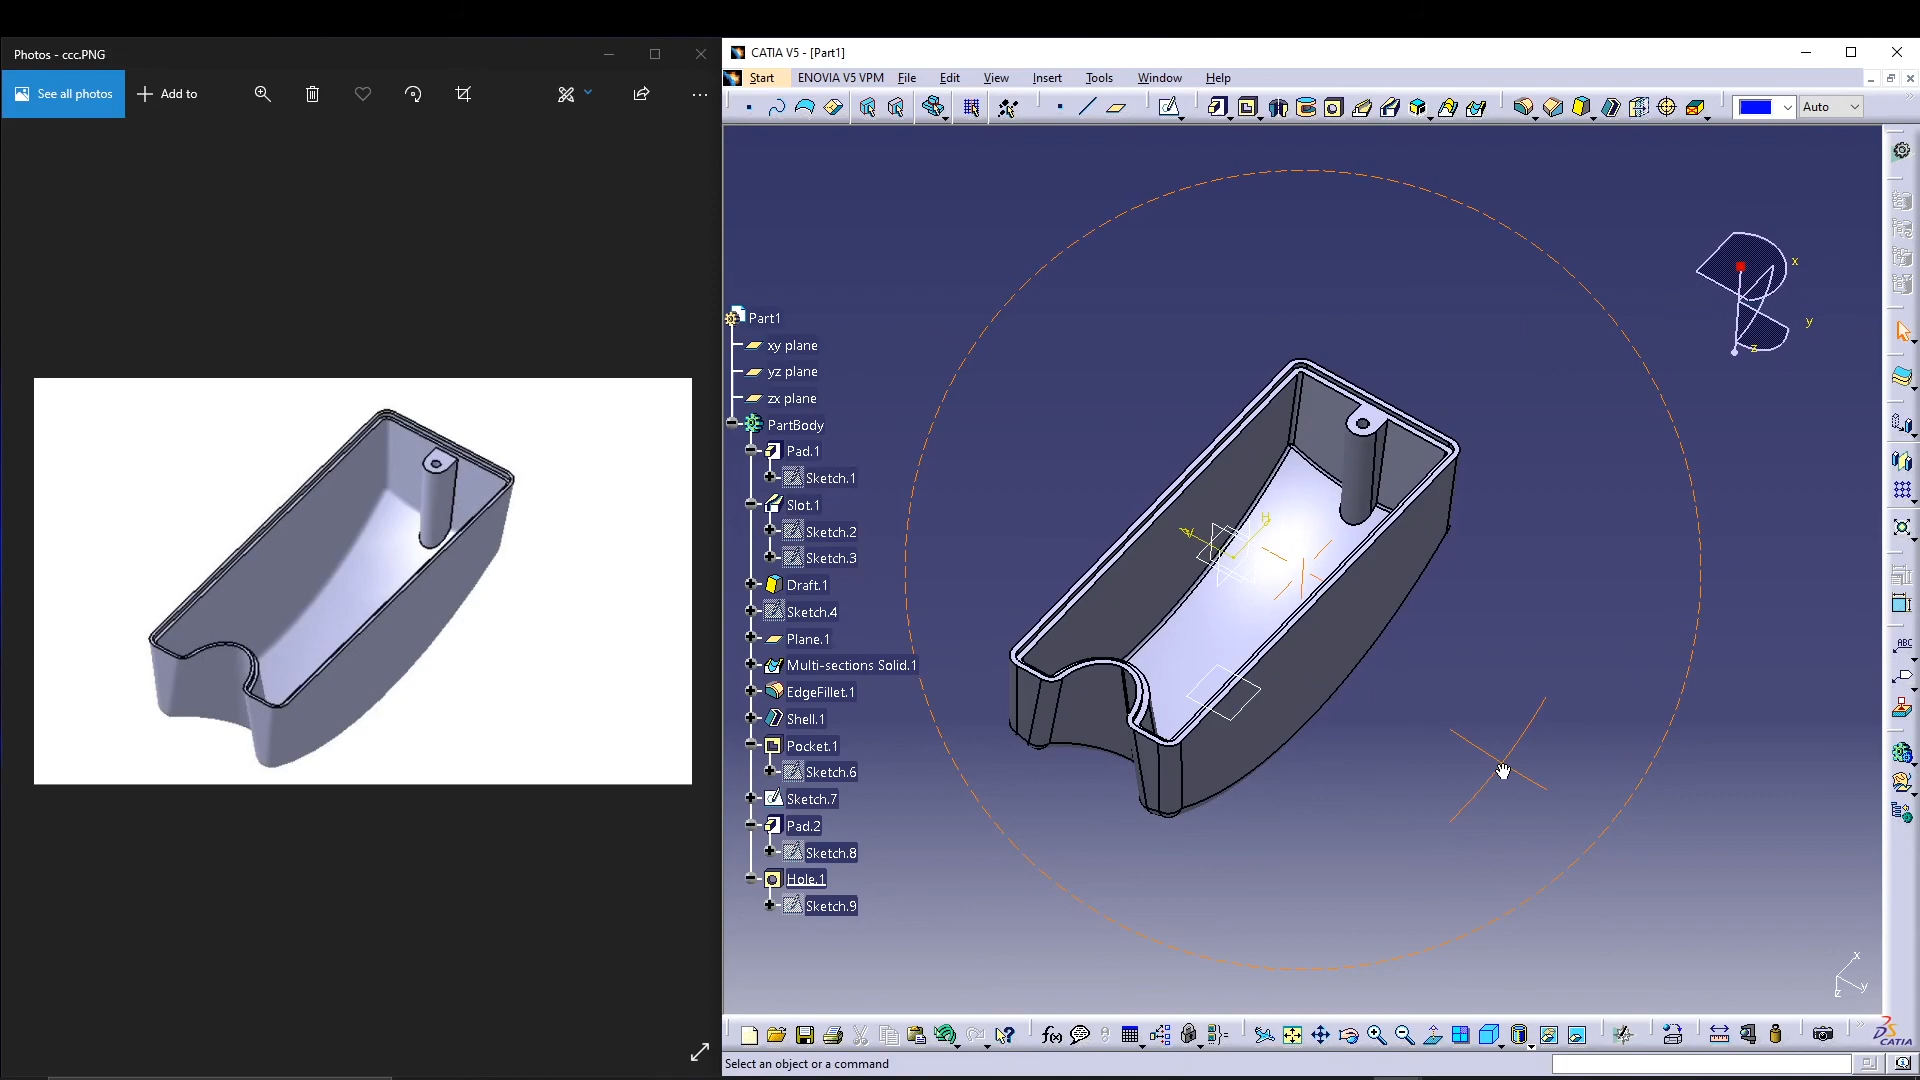 Photos - ccc.PNG
See all photos
Add to
CATIA V5 - [Part1]
Start ENOVIA V5 VPM File Edit View Insert Tools Window Help
Auto
Part1
xy plane
yz plane
zx plane
PartBody
Pad.1
Sketch.1
Slot.1
Sketch.2
Sketch.3
Draft.1
Sketch.4
Plane.1
Multi-sections Solid.1
EdgeFillet.1
Shell.1
Pocket.1
Sketch.6
Sketch.7
Pad.2
Sketch.8
Hole.1
Sketch.9
x
y
z
H
V
ABC
x
y
z
f(x)
CATIA
Select an object or a command